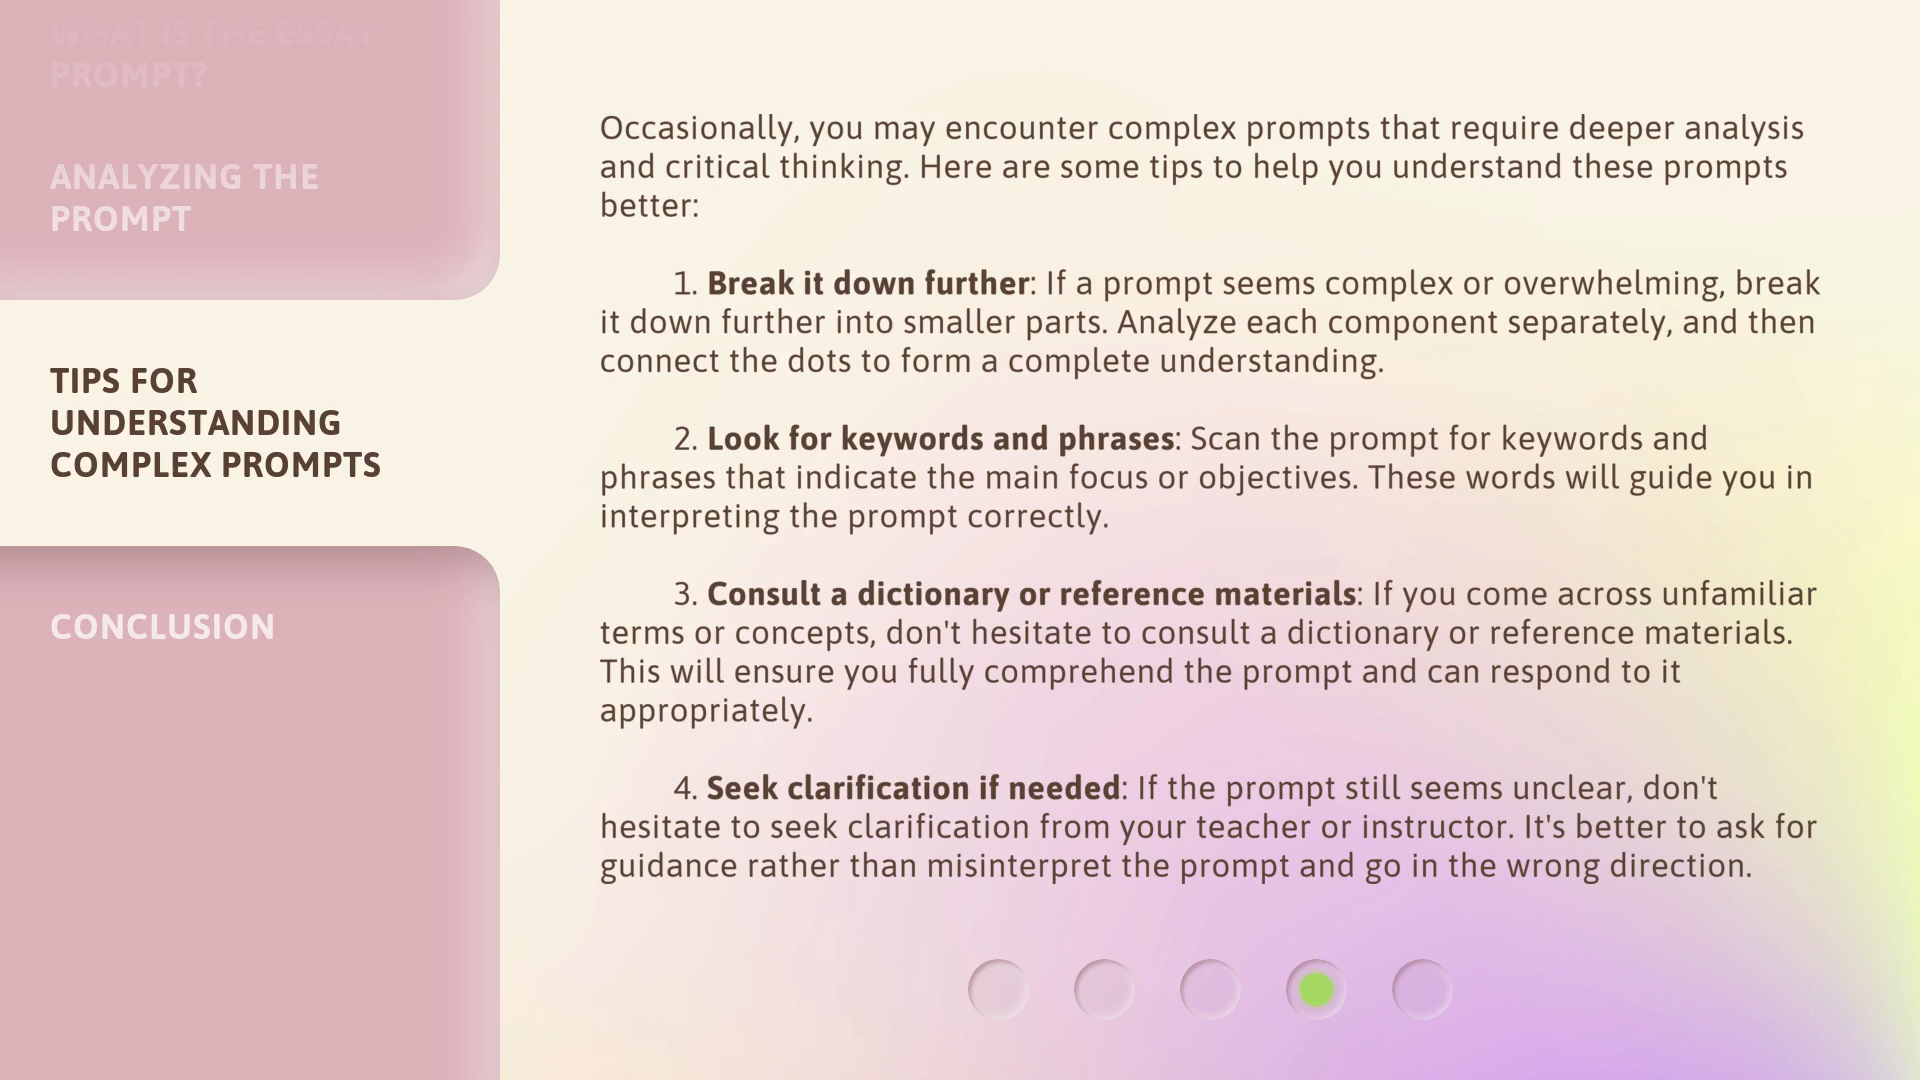 WHAT IS THE ESSAY
PROMPT?
ANALYZING THE
PROMPT
TIPS FOR
UNDERSTANDING
COMPLEX PROMPTS
CONCLUSION
Occasionally, you may encounter complex prompts that require deeper analysis
and critical thinking. Here are some tips to help you understand these prompts
better:
1. Break it down further: If a prompt seems complex or overwhelming, break
it down further into smaller parts. Analyze each component separately, and then
connect the dots to form a complete understanding.
2. Look for keywords and phrases: Scan the prompt for keywords and
phrases that indicate the main focus or objectives. These words will guide you in
interpreting the prompt correctly.
3. Consult a dictionary or reference materials: If you come across unfamiliar
terms or concepts, don't hesitate to consult a dictionary or reference materials.
This will ensure you fully comprehend the prompt and can respond to it
appropriately.
4. Seek clarification if needed: If the prompt still seems unclear, don't
hesitate to seek clarification from your teacher or instructor. It's better to ask for
guidance rather than misinterpret the prompt and go in the wrong direction.